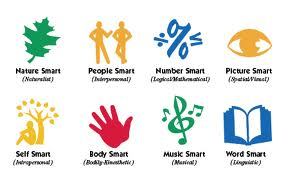 Nature Smart
(Naturalist)
People Smart
(Interpersonal)
Number Smart
(Logical/Mathematical)
Picture Smart
(Spatial/Visual)
Self Smart
(Intrapersonal)
Body Smart
(Bodily-Kinesthetic)
Music Smart
(Musical)
Word Smart
(Linguistic)